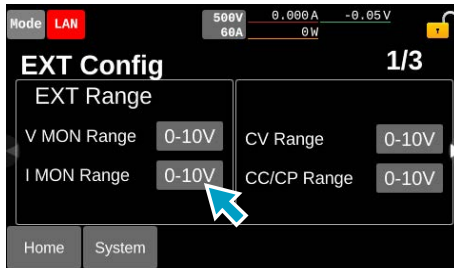 Mode LAN 500V 0.000A -0.05V
60A 0W
EXT Config 1/3
EXT Range
V MON Range 0-10V CV Range 0-10V
I MON Range 0-10V CC/CP Range 0-10V
Home System